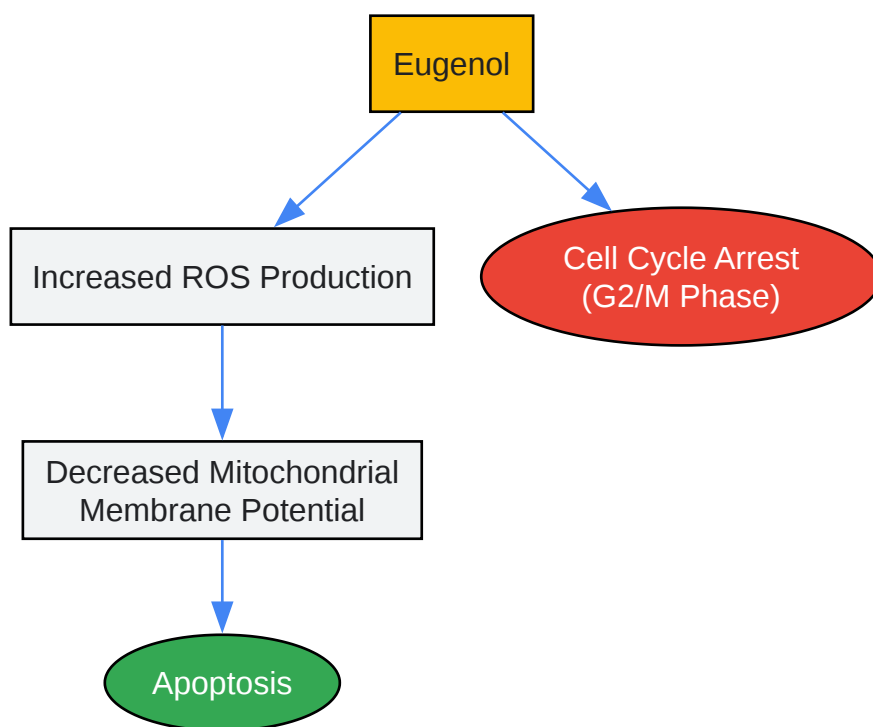 Eugenol
Increased ROS Production
Cell Cycle Arrest
(G2/M Phase)
Decreased Mitochondrial
Membrane Potential
Apoptosis